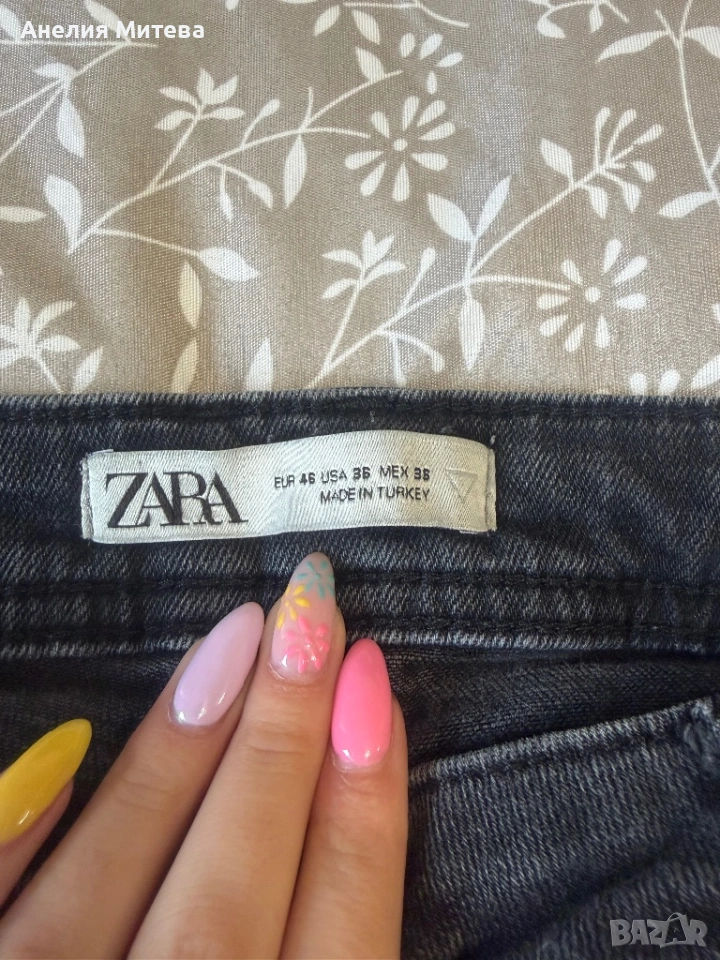 Анелия Митева
ZARA
EUR 46 USA 36 MEX 36
MADE IN TURKEY
BAZAR